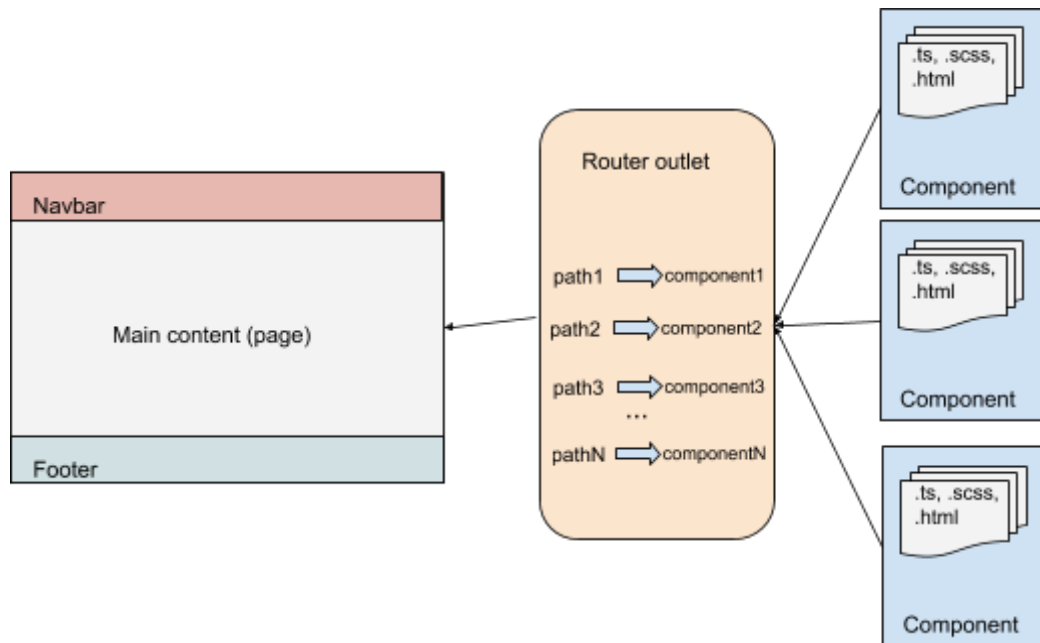 Navbar
Main content (page)
Footer
Router outlet
path1 component1
path2 component2
path3 component3
...
pathN componentN
.ts, .scss,
.html
Component
.ts, .scss,
.html
Component
.ts, .scss,
.html
Component